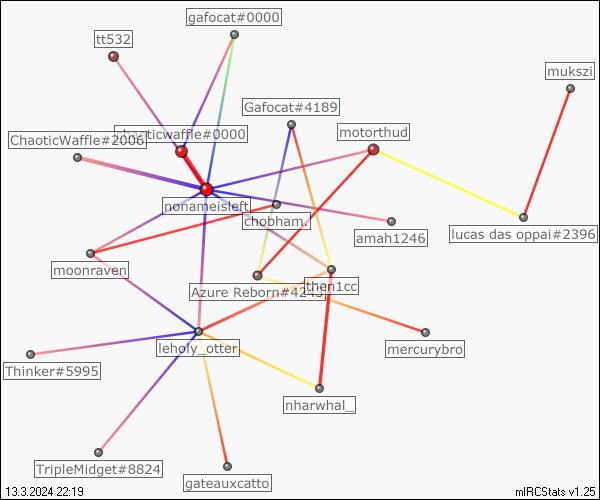 gafocat#0000
tt532
mukszi
Gafocat#4189
motorthud
chaoticwaffle#0000
ChaoticWaffle#2006
nonameisleft
chobham.
amah1246
lucas das oppai#2396
moonraven
Azure Reborn#4243
then1cc
leholy_otter
mercurybro
Thinker#5995
nharwhal_
TripleMidget#8824
gateauxcatto
13.3.2024 22:19
mIRCStats v1.25